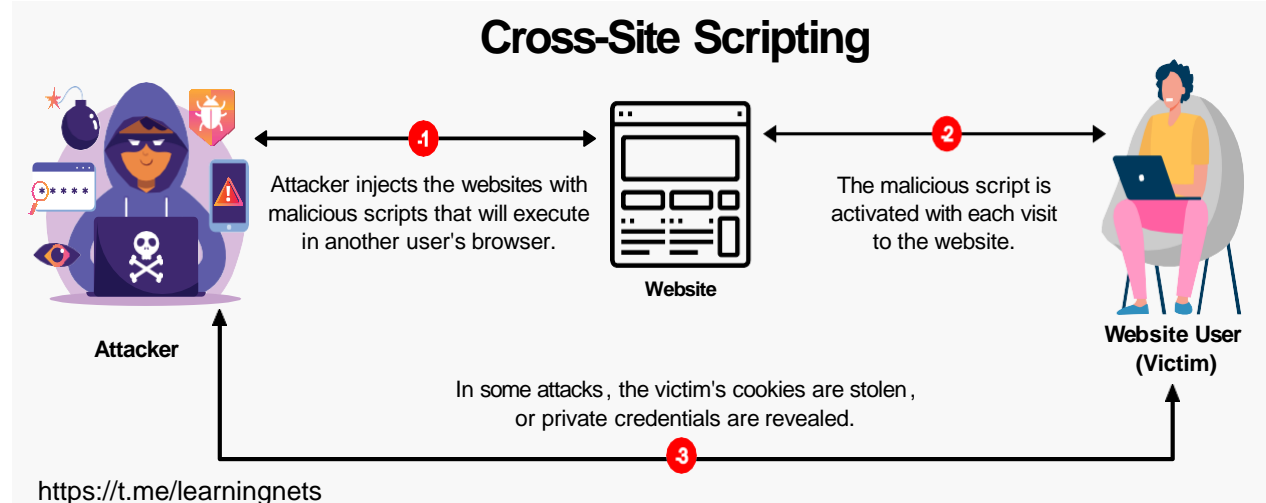 Cross-Site Scripting
1
Attacker injects the websites with
malicious scripts that will execute
in another user's browser.
2
The malicious script is
activated with each visit
to the website.
*****
Website
Attacker
Website User
(Victim)
In some attacks, the victim's cookies are stolen,
or private credentials are revealed.
3
https://t.me/learningnets